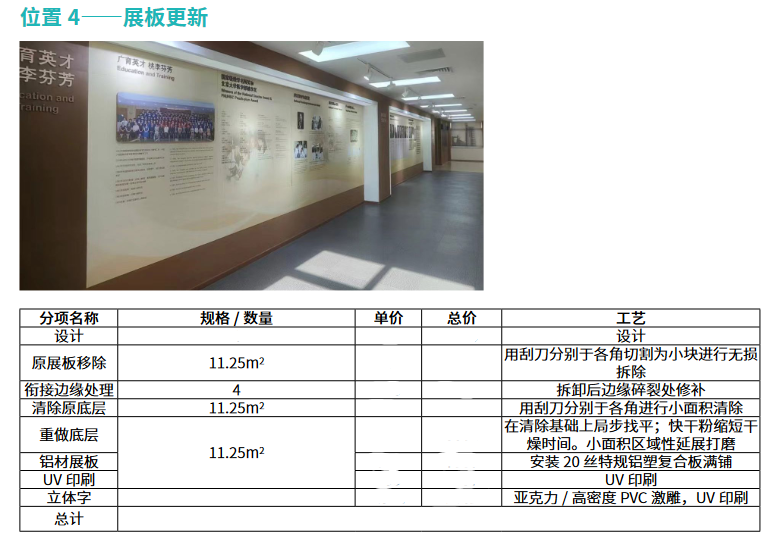 位置 4——展板更新
育英才
李芬芳
cation and
raining
广育英才 桃李芬芳
Education and Training
分项名称 规格 / 数量 单价 总价 工艺
设计 设计
原展板移除 11.25m² 用刮刀分别于各角切割为小块进行无损
拆除
衔接边缘处理 4 拆卸后边缘碎裂处修补
清除原底层 11.25m² 用刮刀分别于各角进行小面积清除
重做底层 11.25m² 在清除基础上局步找平；快干粉缩短干
燥时间。小面积区域性延展打磨
铝材展板 安装 20 丝特规铝塑复合板满铺
UV 印刷 UV 印刷
立体字 亚克力 / 高密度 PVC 激雕，UV 印刷
总计